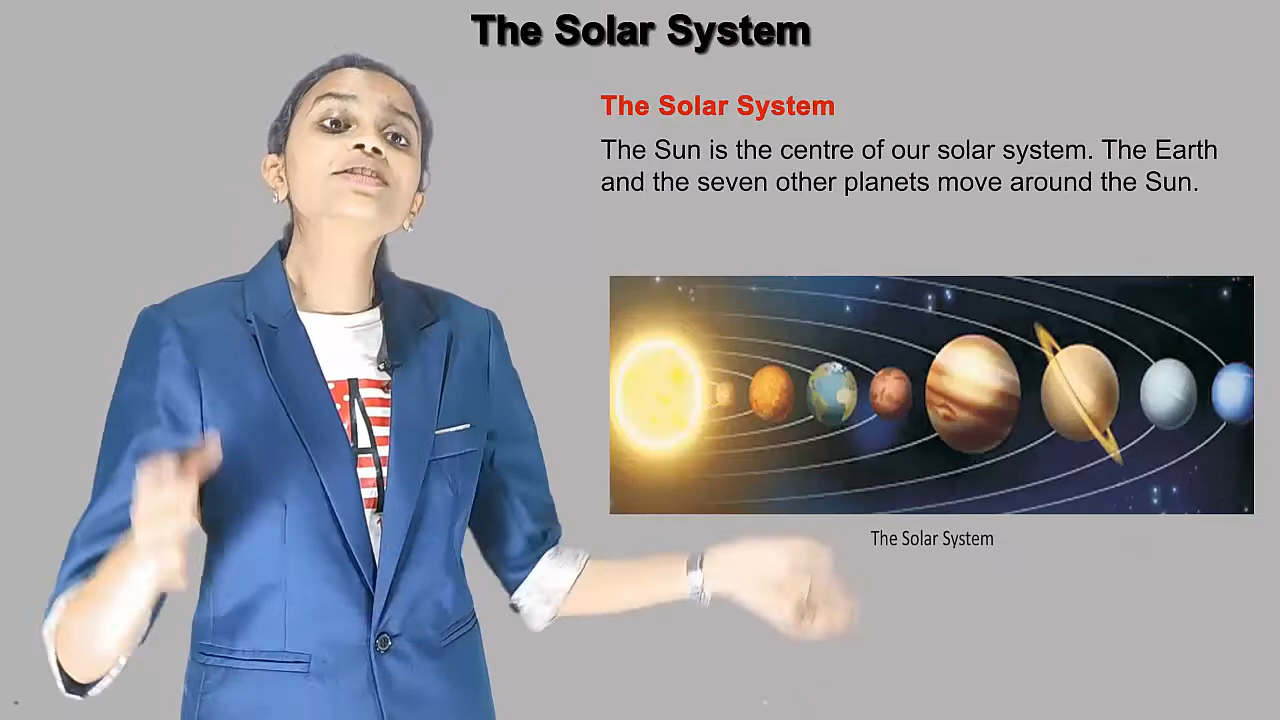 The Solar System
The Solar System
The Sun is the centre of our solar system. The Earth
and the seven other planets move around the Sun.
The Solar System